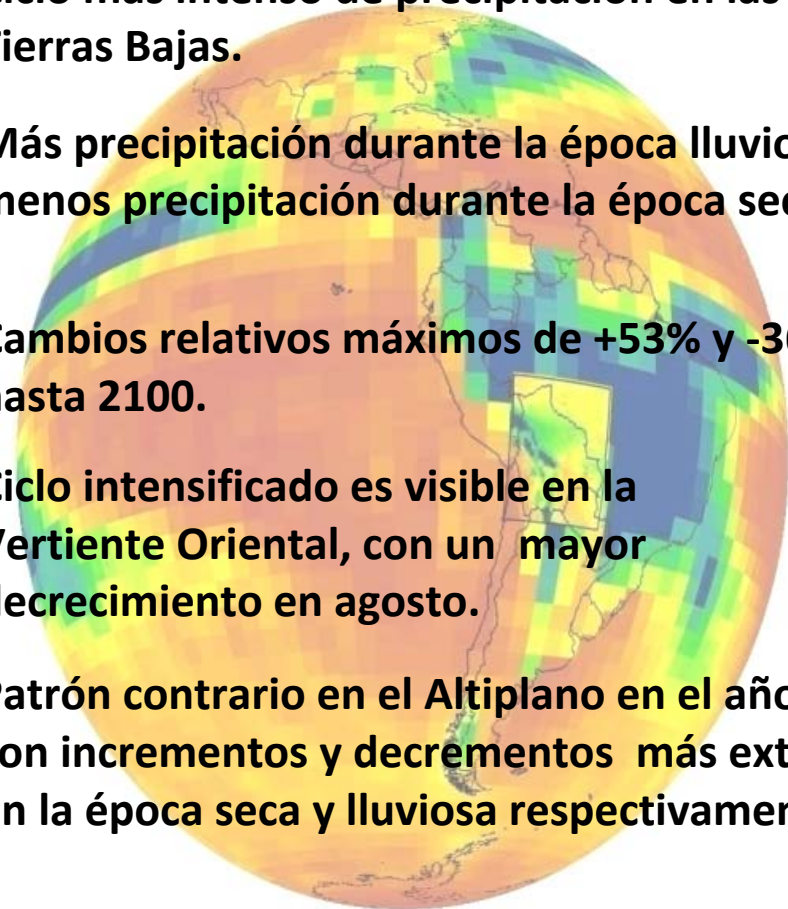 más intenso de precipitación en las
Tierras Bajas.
Más precipitación durante la época lluvio
menos precipitación durante la época sec
Cambios relativos máximos de +53% y -36
hasta 2100.
Ciclo intensificado es visible en la
Vertiente Oriental, con un mayor
decrecimiento en agosto.
Patrón contrario en el Altiplano en el año
con incrementos y decrementos más ext
en la época seca y lluviosa respectivamen